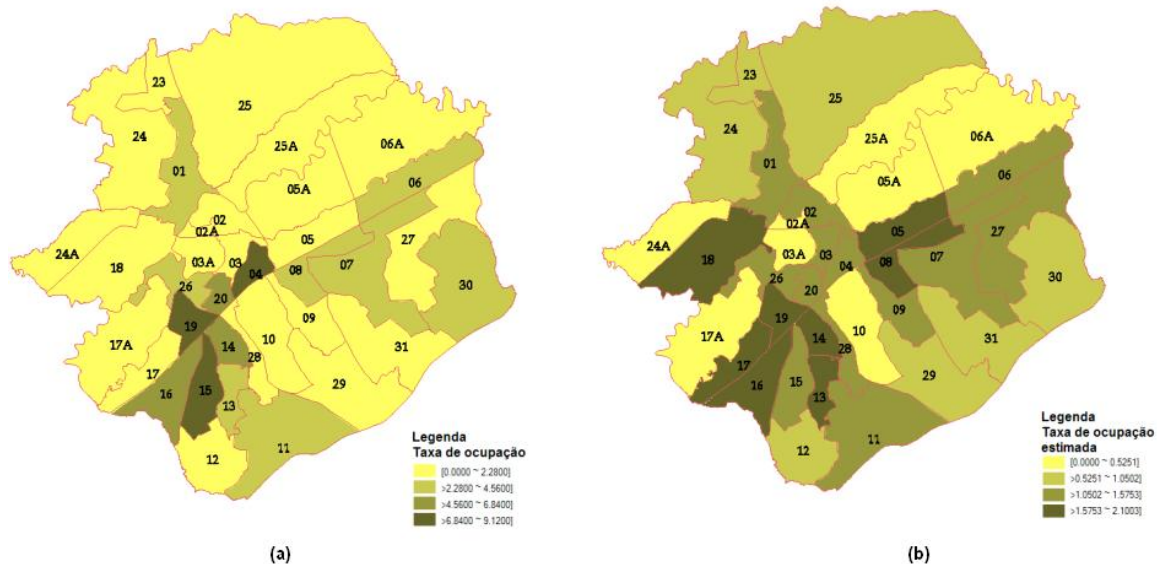 23
25
24
25A
06A
01
05A
06
02
02A
05
24A
18
03A
03
04
08
07
27
30
26
20
19
09
17A
14
28
10
31
17
16
15
13
29
12
11
Legenda
Taxa de ocupação
[0.0000 ~ 2.2800]
>2.2800 ~ 4.5600]
>4.5600 ~ 6.8400]
>6.8400 ~ 9.1200]
(a)
23
25
24
25A
06A
01
05A
06
02
02A
05
24A
18
03A
03
04
08
07
27
30
26
20
19
09
17A
14
28
10
31
17
16
15
13
29
12
11
Legenda
Taxa de ocupação
estimada
[0.0000 ~ 0.5251]
>0.5251 ~ 1.0502]
>1.0502 ~ 1.5753]
>1.5753 ~ 2.1003]
(b)